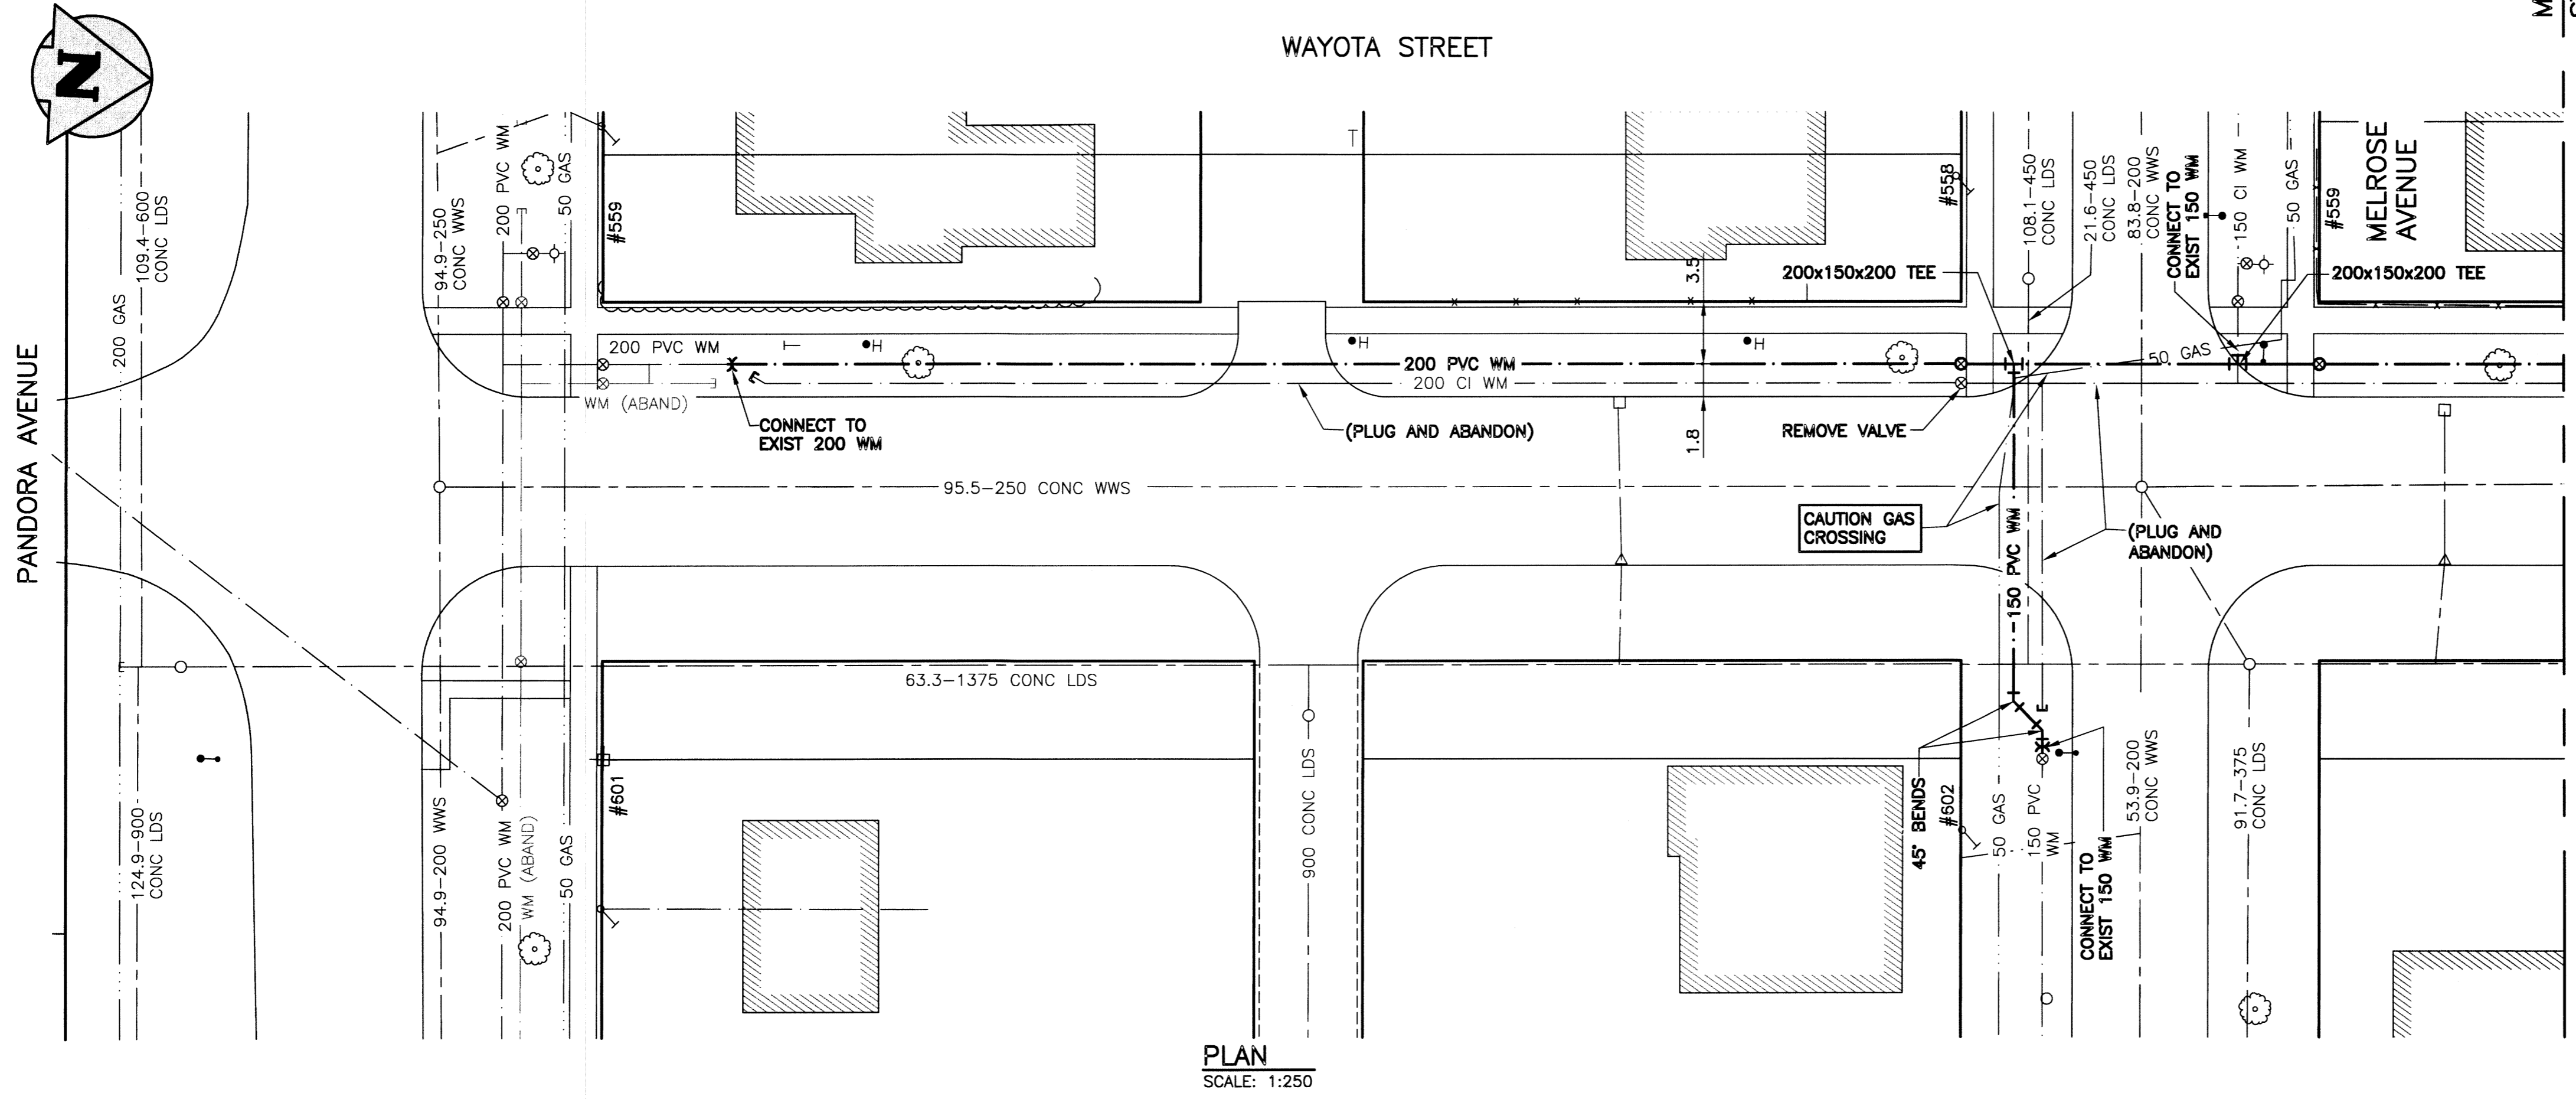 WAYOTA STREET
N
PANDORA AVENUE
200 GAS
109.4-600
CONC LDS
94.9-250
CONC WWS
200 PVC WM
50 GAS
#559
T
#558
108.1-450
CONC LDS
21.6-450
CONC LDS
83.8-200
CONC WWS
CONNECT TO
EXIST 150 WM
150 CI WM
50 GAS
#559
MELROSE
AVENUE
3.5
200x150x200 TEE
200x150x200 TEE
200 PVC WM
H
H
H
200 PVC WM
50 GAS
E
200 CI WM
WM (ABAND)
CONNECT TO
EXIST 200 WM
(PLUG AND ABANDON)
1.8
REMOVE VALVE
95.5-250 CONC WWS
CAUTION GAS
CROSSING
150 PVC WM
(PLUG AND
ABANDON)
63.3-1375 CONC LDS
124.9-900
CONC LDS
94.9-200 WWS
200 PVC WM
WM (ABAND)
50 GAS
#601
900 CONC LDS
45° BENDS
#602
50 GAS
150 PVC
WM
CONNECT TO
EXIST 150 WM
53.9-200
CONC WWS
91.7-375
CONC LDS
PLAN
SCALE: 1:250